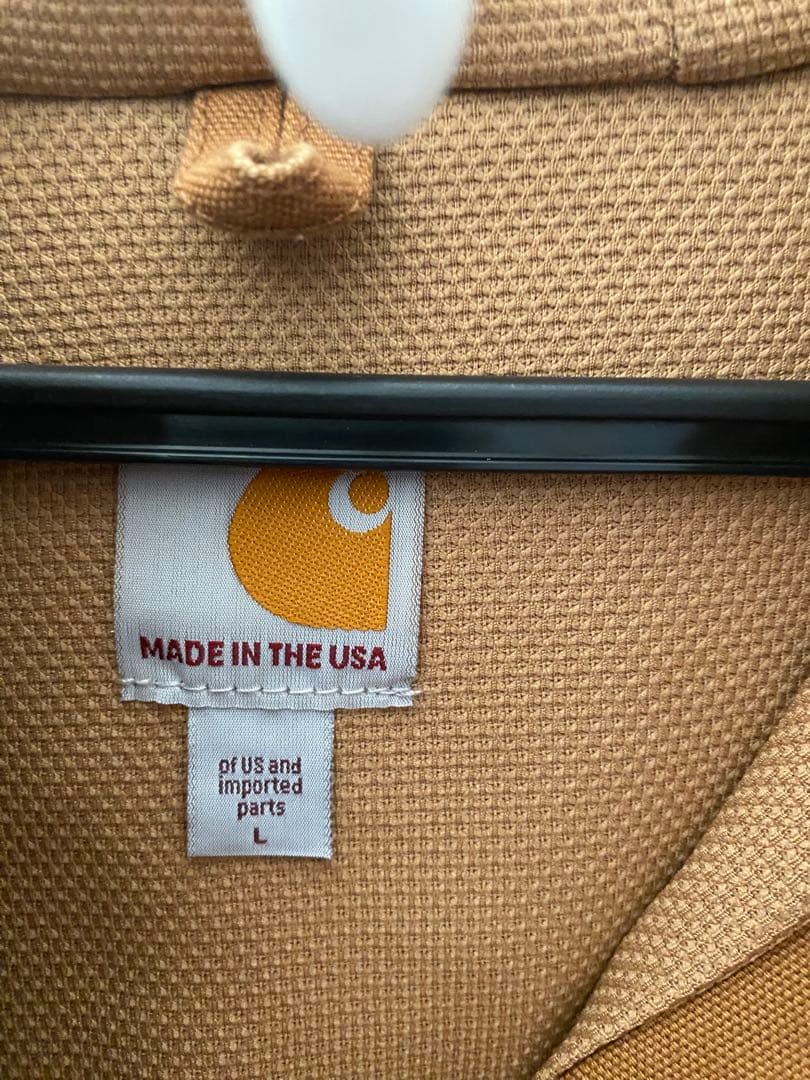 MADE IN THE USA
of US and
imported
parts
L